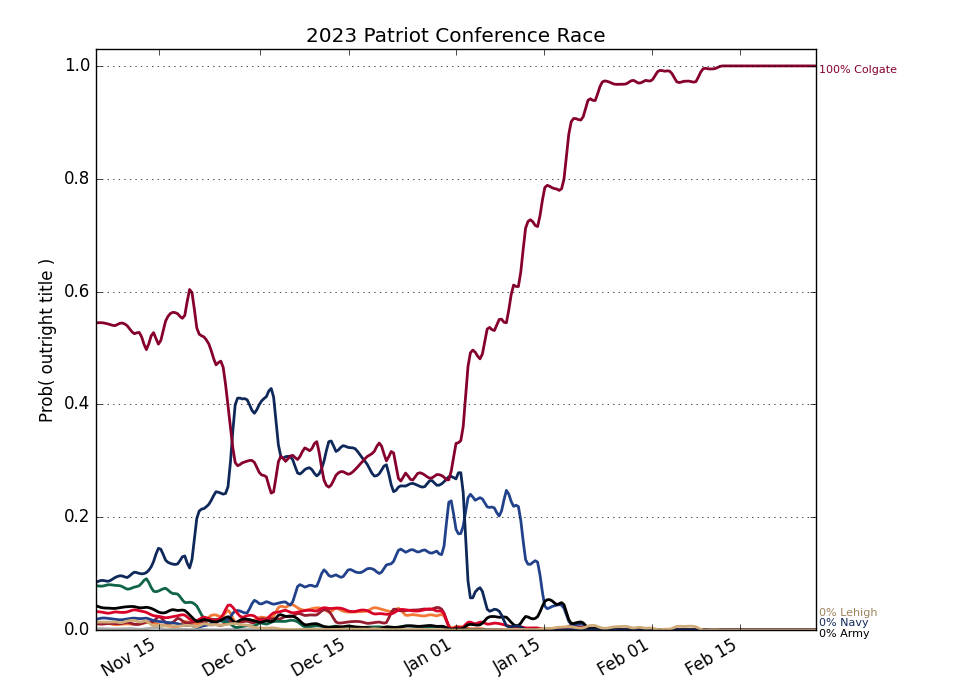 2023 Patriot Conference Race
Prob( outright title )
1.0
0.8
0.6
0.4
0.2
0.0
100% Colgate
0% Lehigh
0% Navy
0% Army
Nov 15
Dec 01
Dec 15
Jan 01
Jan 15
Feb 01
Feb 15